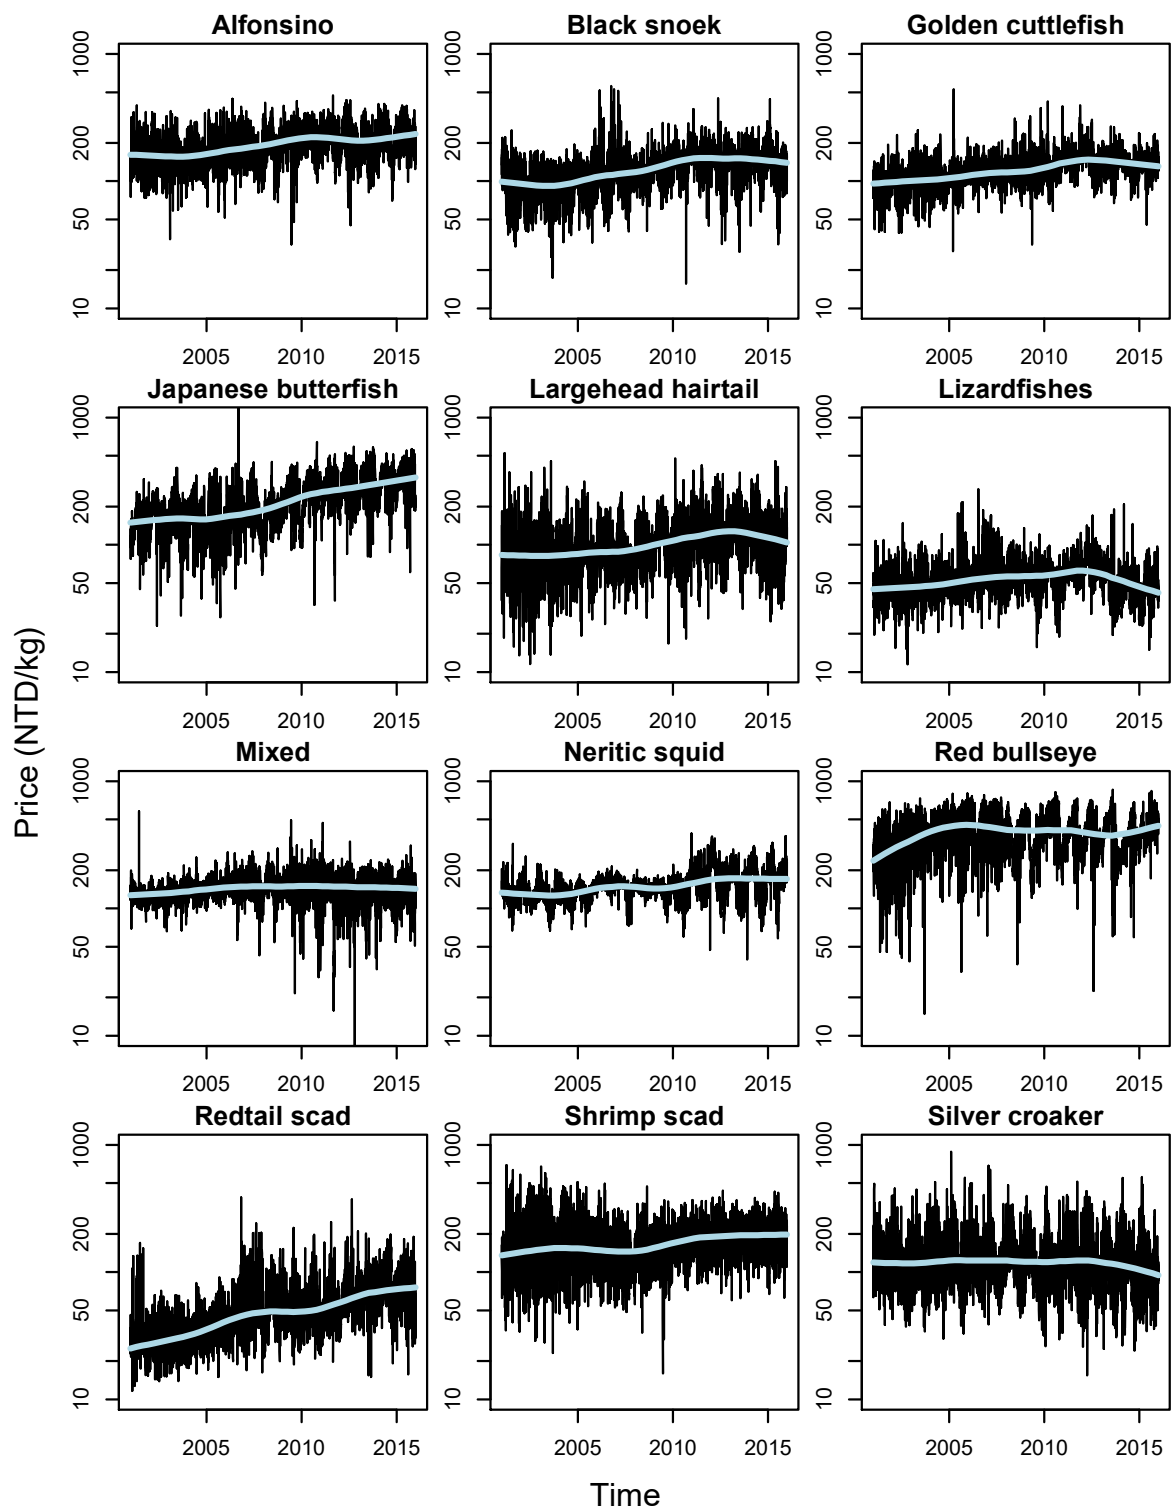 Alfonsino Black snoek Golden cuttlefish
1000 1000 1000
200 200 200
50 50 50
10 10 10
2005 2010 2015 2005 2010 2015 2005 2010 2015
Japanese butterfish Largehead hairtail Lizardfishes
1000 1000 1000
200 200 200
50 50 50
10 10 10
2005 2010 2015 2005 2010 2015 2005 2010 2015
Price (NTD/kg)
Mixed Neritic squid Red bullseye
1000 1000 1000
200 200 200
50 50 50
10 10 10
2005 2010 2015 2005 2010 2015 2005 2010 2015
Redtail scad Shrimp scad Silver croaker
1000 1000 1000
200 200 200
50 50 50
10 10 10
2005 2010 2015 2005 2010 2015 2005 2010 2015
Time